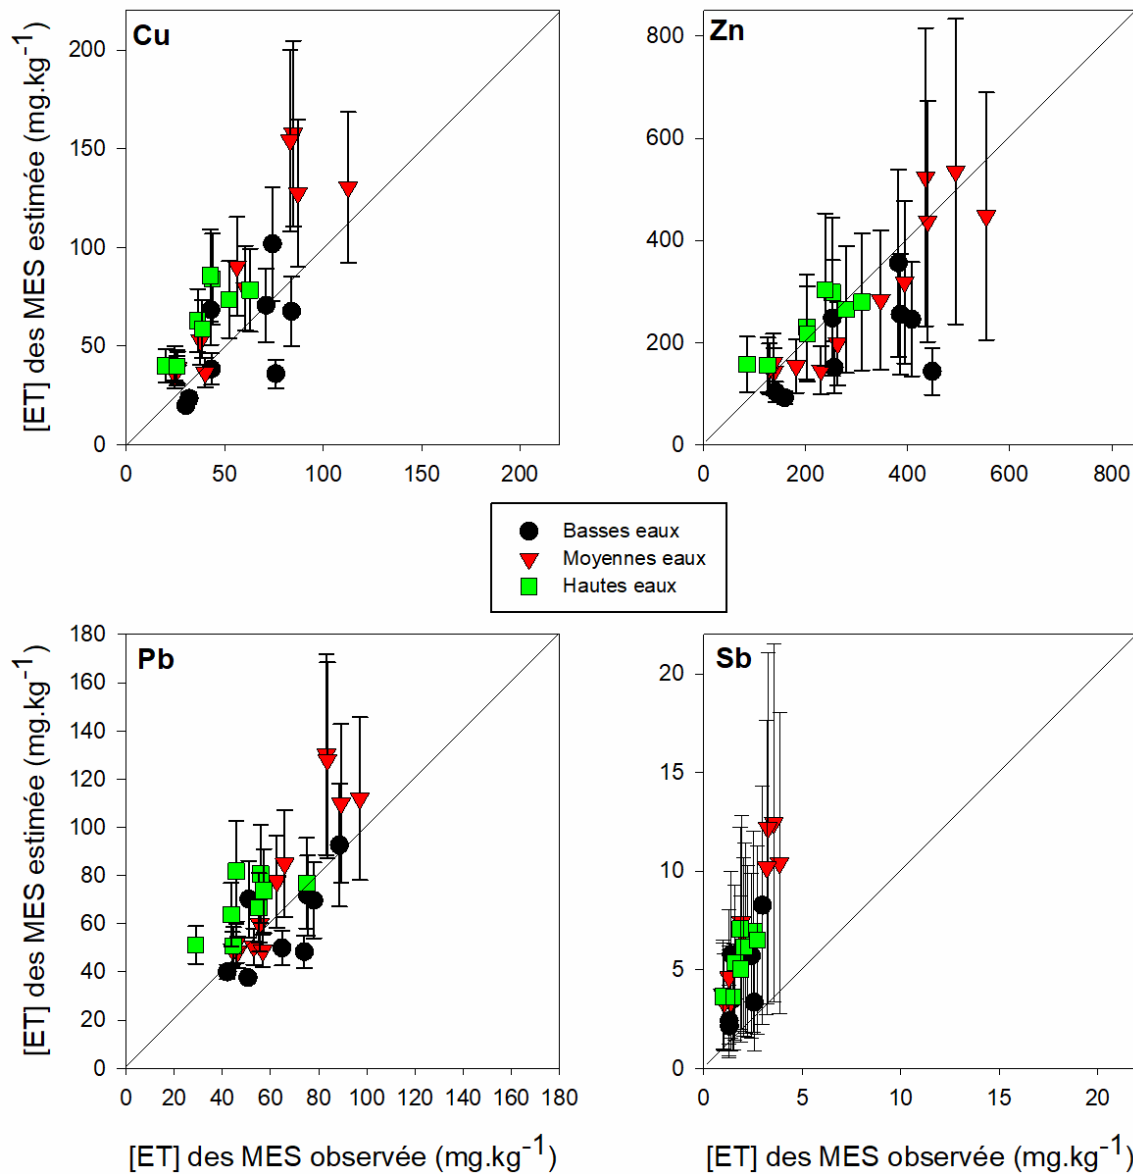 Cu
Zn
[ET] des MES estimée (mg.kg⁻¹)
200
150
100
50
0
0 50 100 150 200
800
600
400
200
0
0 200 400 600 800
Basses eaux
Moyennes eaux
Hautes eaux
Pb
Sb
[ET] des MES estimée (mg.kg⁻¹)
180
160
140
120
100
80
60
40
20
0
0 20 40 60 80 100 120 140 160 180
20
15
10
5
0
0 5 10 15 20
[ET] des MES observée (mg.kg⁻¹)
[ET] des MES observée (mg.kg⁻¹)